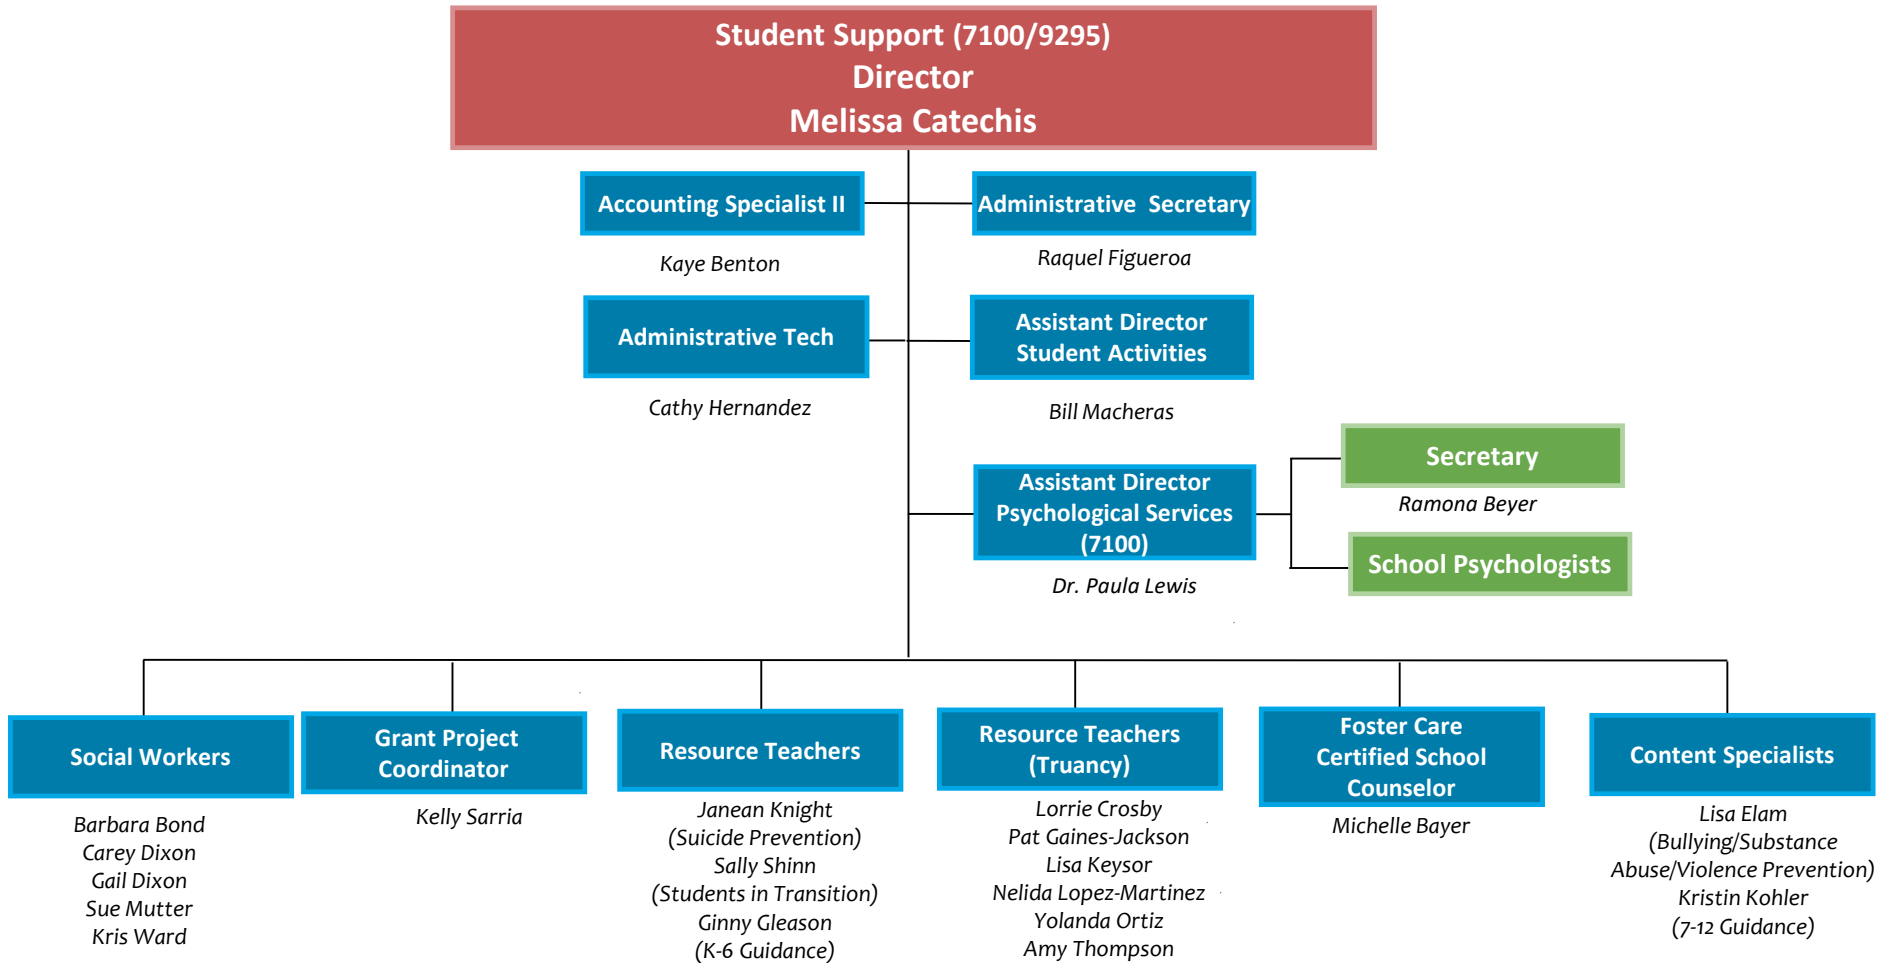 Student Support (7100/9295)
Director
Melissa Catechis
Accounting Specialist II
Kaye Benton
Administrative Secretary
Raquel Figueroa
Administrative Tech
Cathy Hernandez
Assistant Director
Student Activities
Bill Macheras
Assistant Director
Psychological Services
(7100)
Dr. Paula Lewis
Secretary
Ramona Beyer
School Psychologists
Social Workers
Barbara Bond
Carey Dixon
Gail Dixon
Sue Mutter
Kris Ward
Grant Project
Coordinator
Kelly Sarria
Resource Teachers
Janean Knight
(Suicide Prevention)
Sally Shinn
(Students in Transition)
Ginny Gleason
(K-6 Guidance)
Resource Teachers
(Truancy)
Lorrie Crosby
Pat Gaines-Jackson
Lisa Keysor
Nelida Lopez-Martinez
Yolanda Ortiz
Amy Thompson
Foster Care
Certified School
Counselor
Michelle Bayer
Content Specialists
Lisa Elam
(Bullying/Substance
Abuse/Violence Prevention)
Kristin Kohler
(7-12 Guidance)